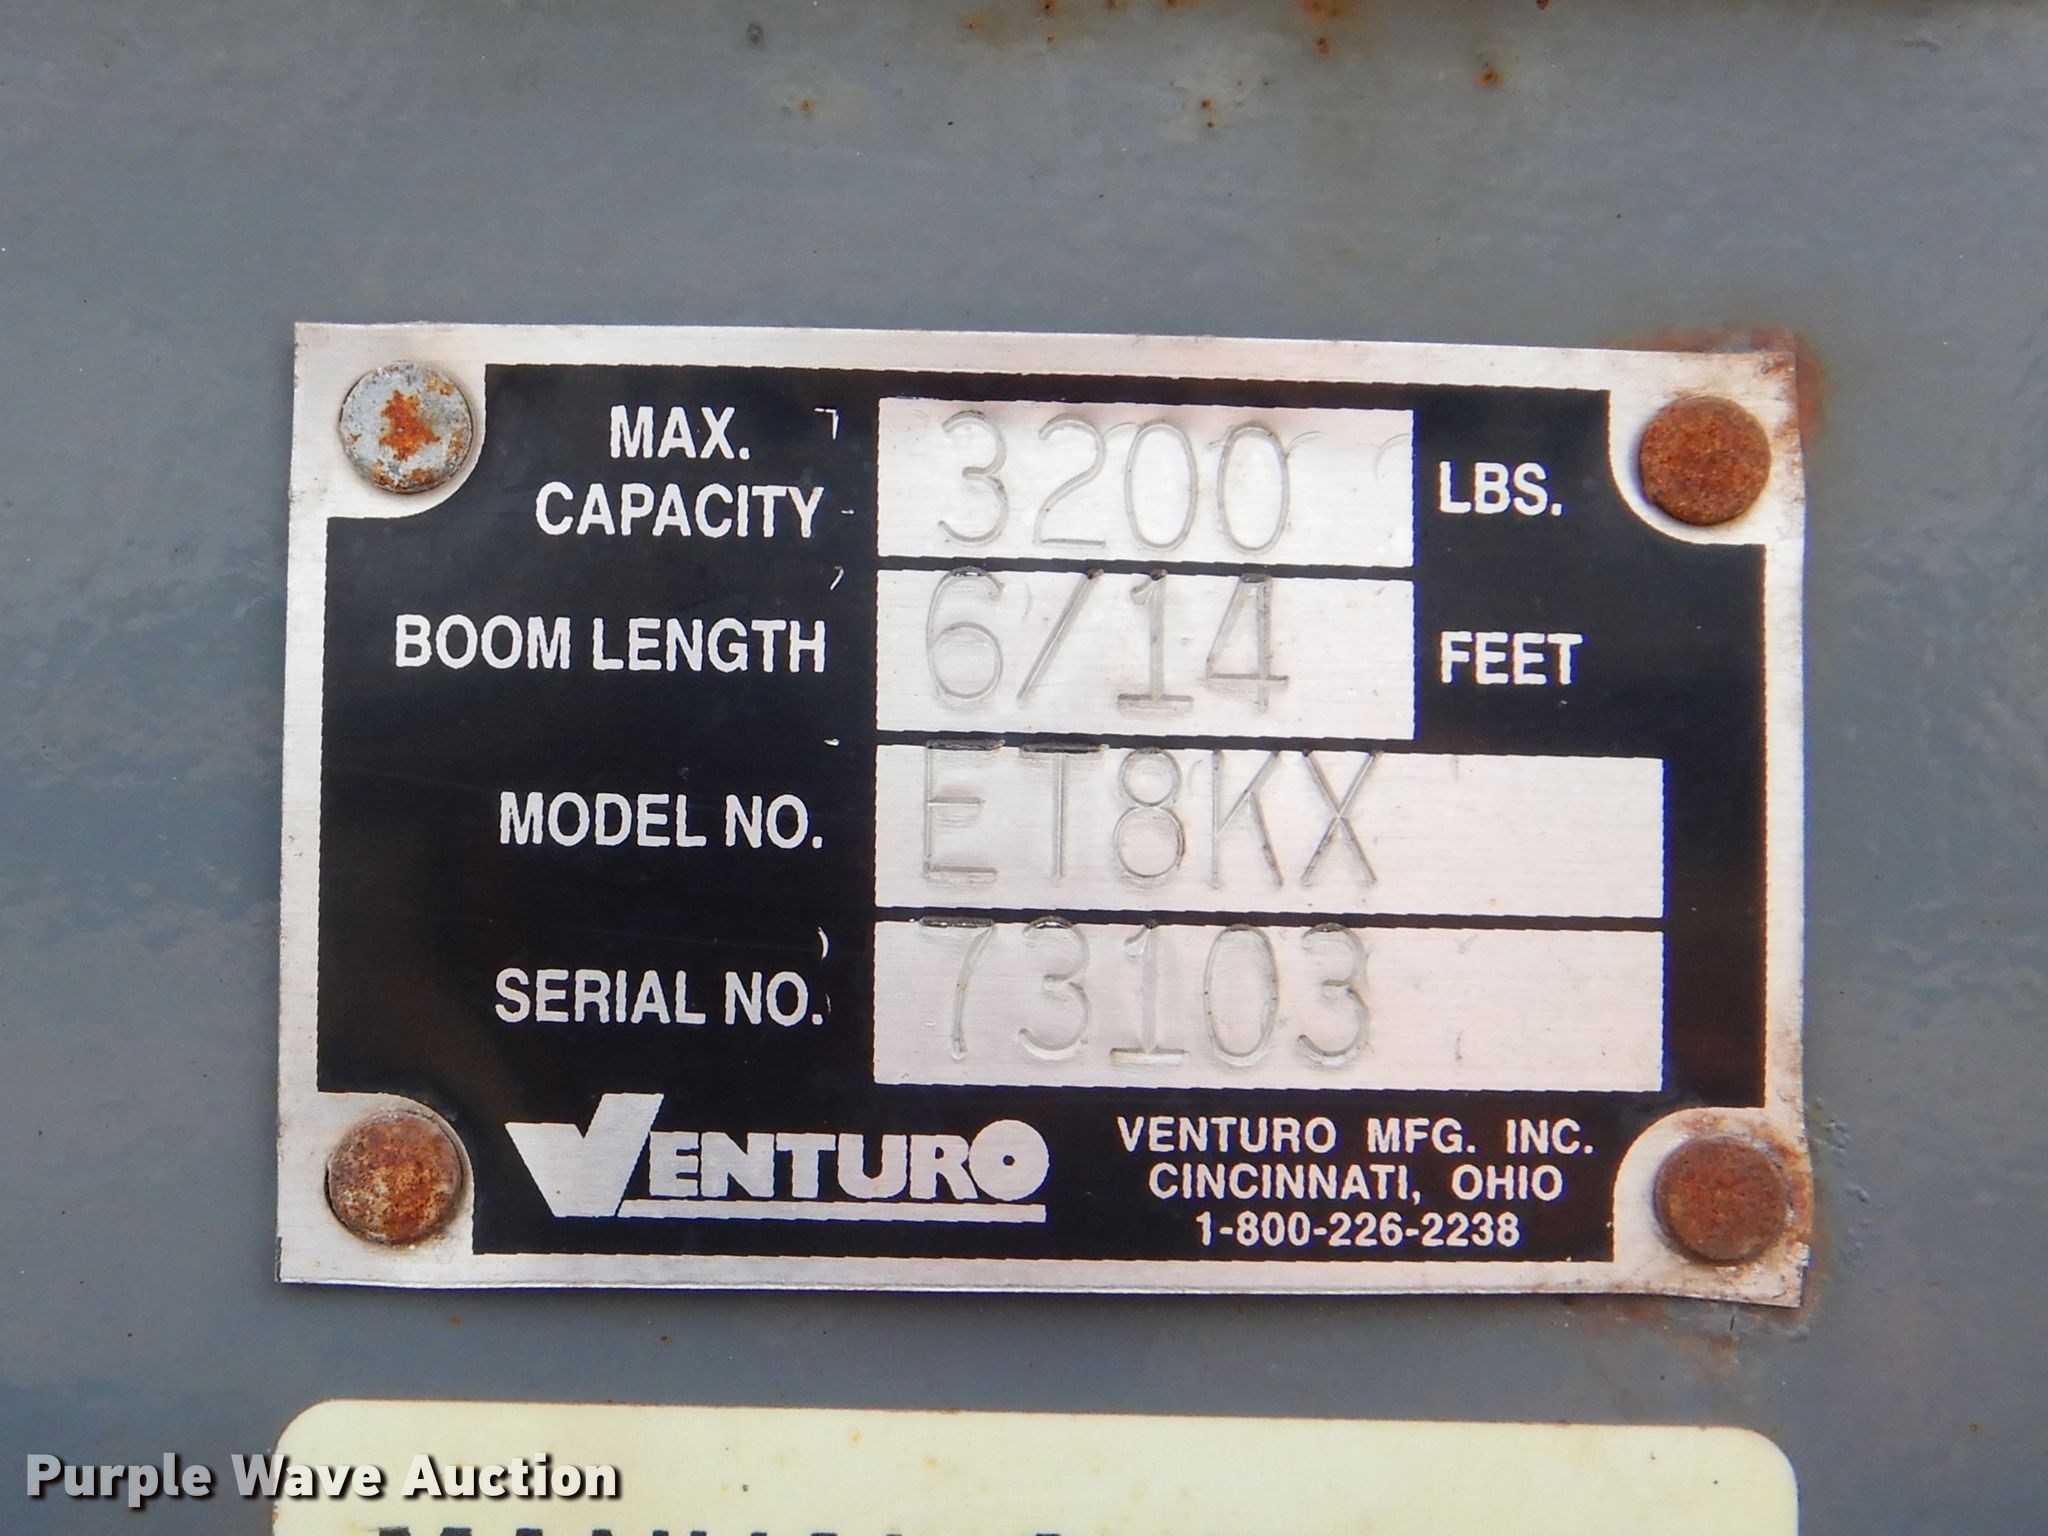 MAX.
CAPACITY 3200 LBS.
BOOM LENGTH 6/14 FEET
MODEL NO. ET8KX
SERIAL NO. 73103
VENTURO
VENTURO MFG. INC.
CINCINNATI, OHIO
1-800-226-2238
Purple Wave Auction